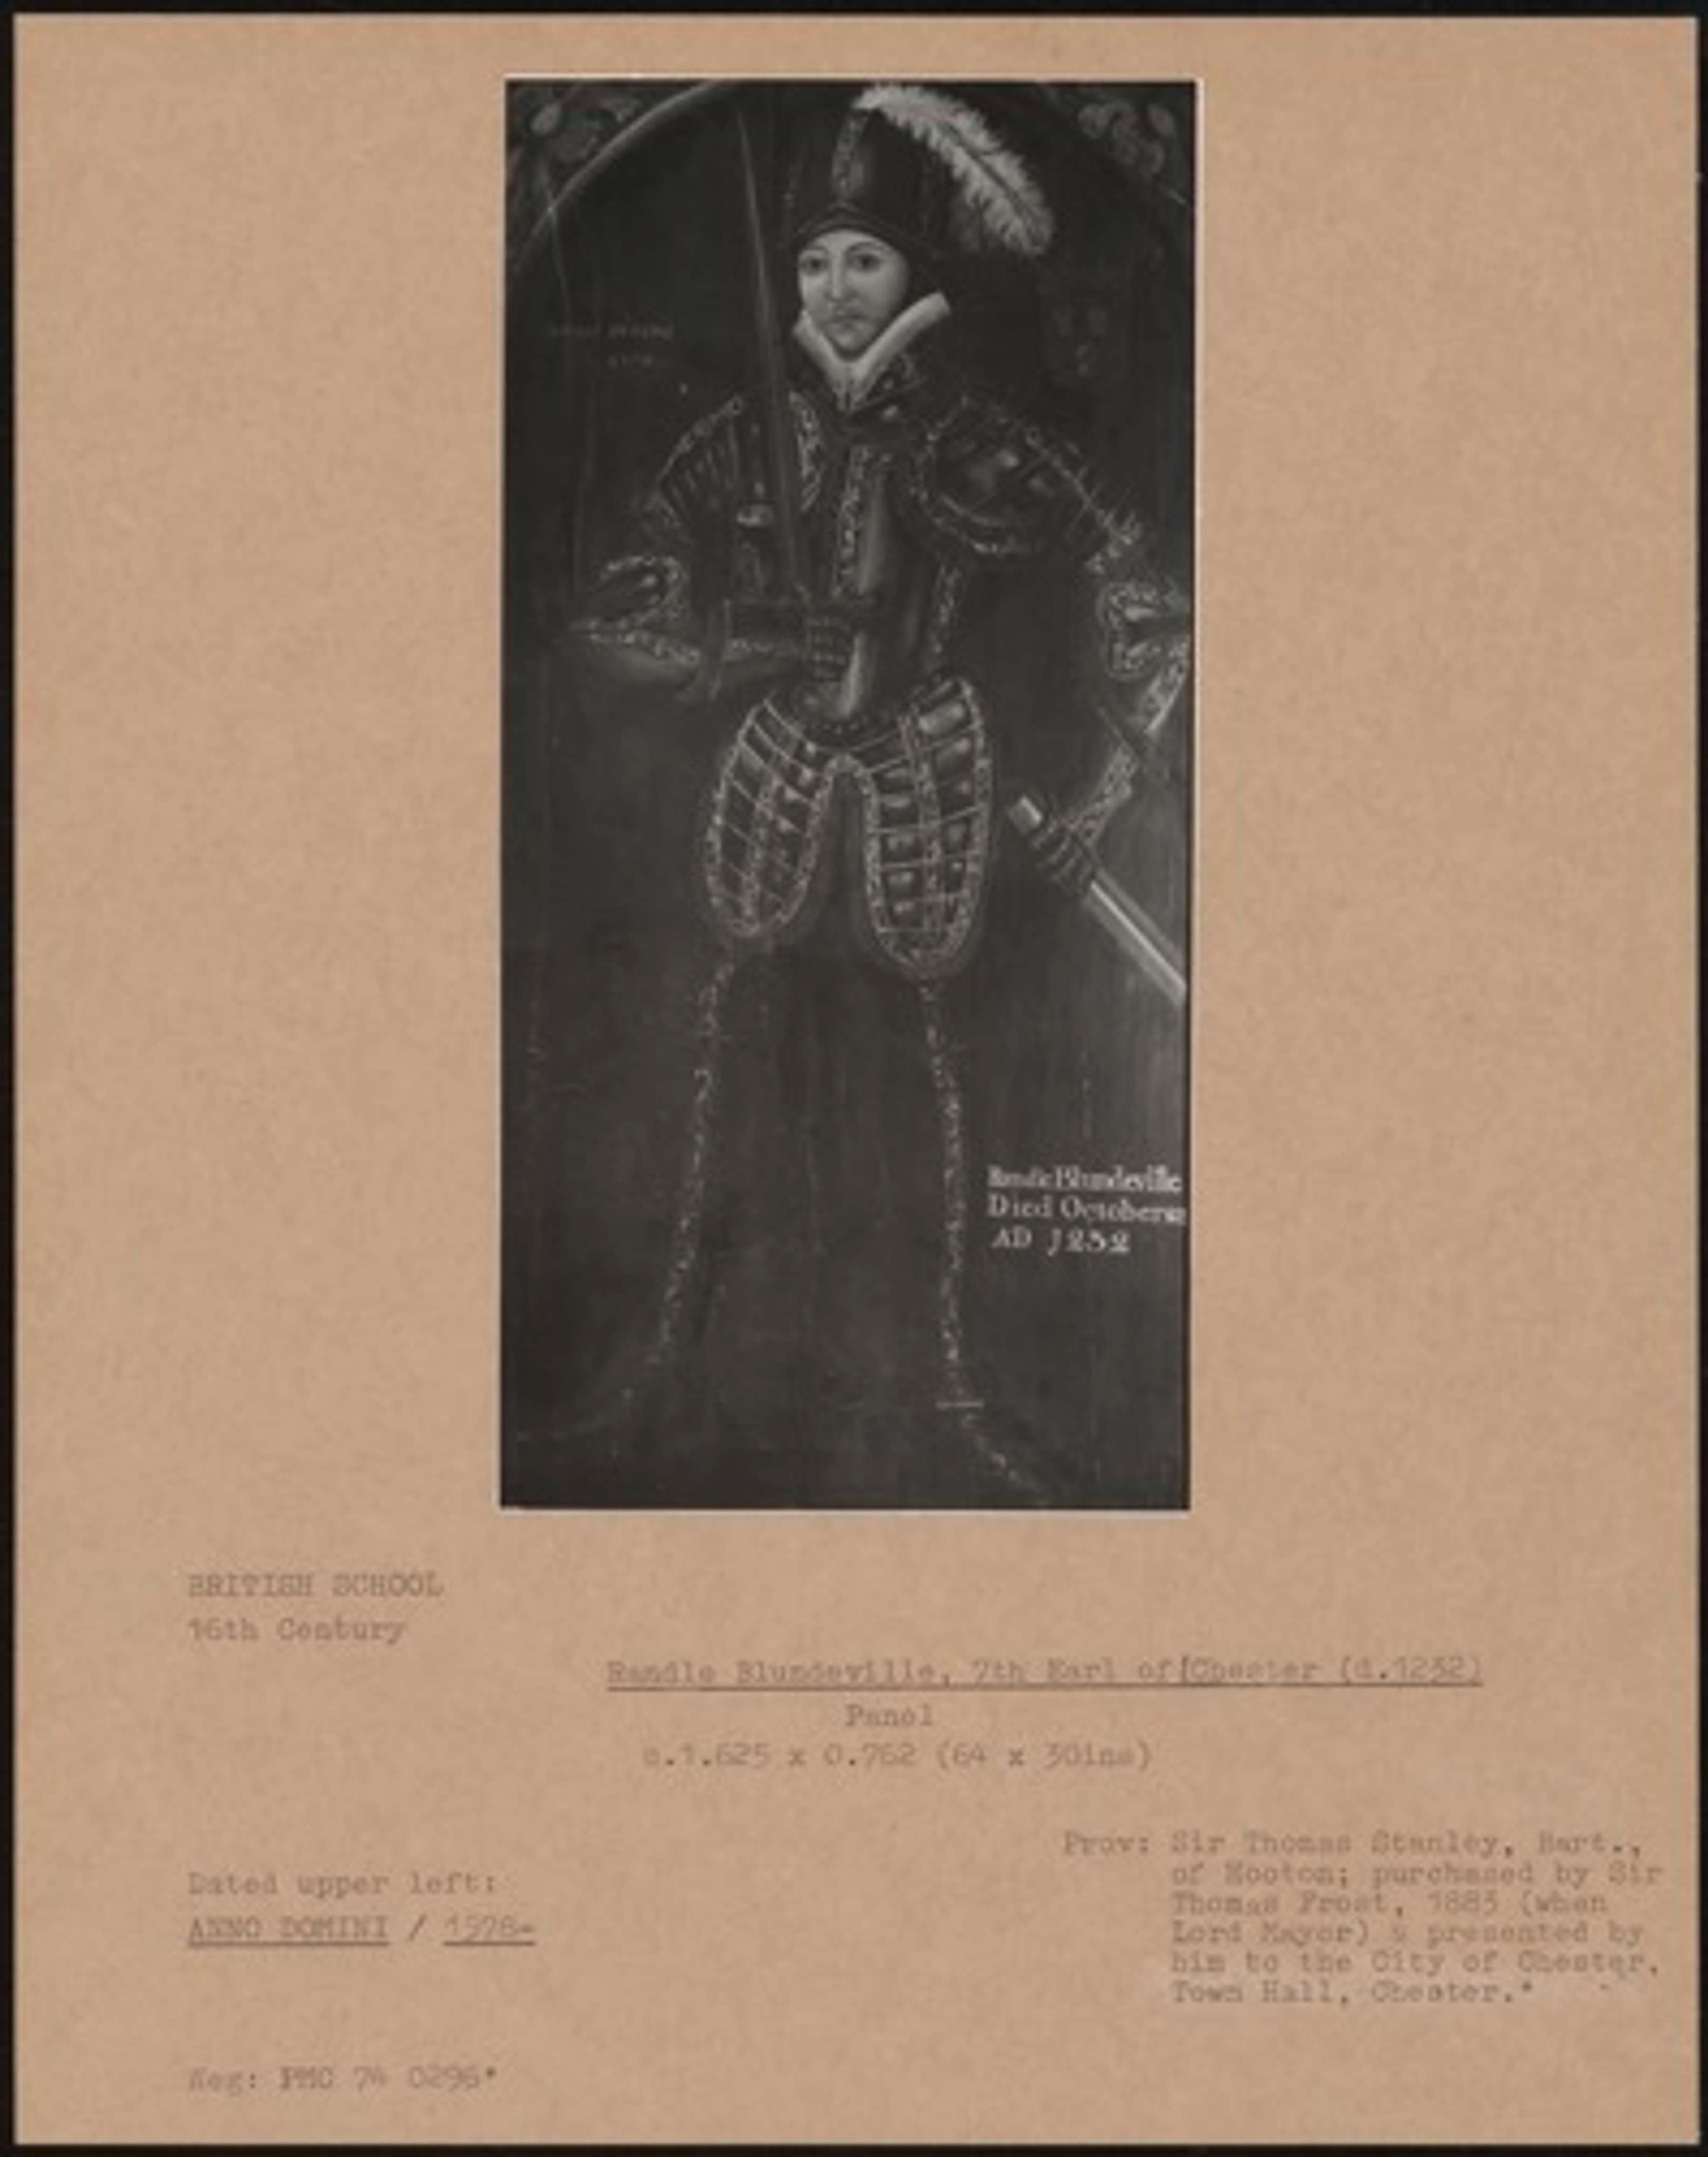 Randle Blundeville
Died October
AD 1232
BRITISH SCHOOL
16th Century
Randle Blundeville, 7th Earl of Chester (d.1232)
Panel
c.1.625 x 0.762 (64 x 30ins)
Prov: Sir Thomas Stanley, Bart.,
of Hooton; purchased by Sir
Thomas Frost, 1883 (when
Lord Mayor) & presented by
him to the City of Chester.
Town Hall, Chester.*
Dated upper left:
ANNO DOMINI / 1578-
Neg: PMC 74 0296*